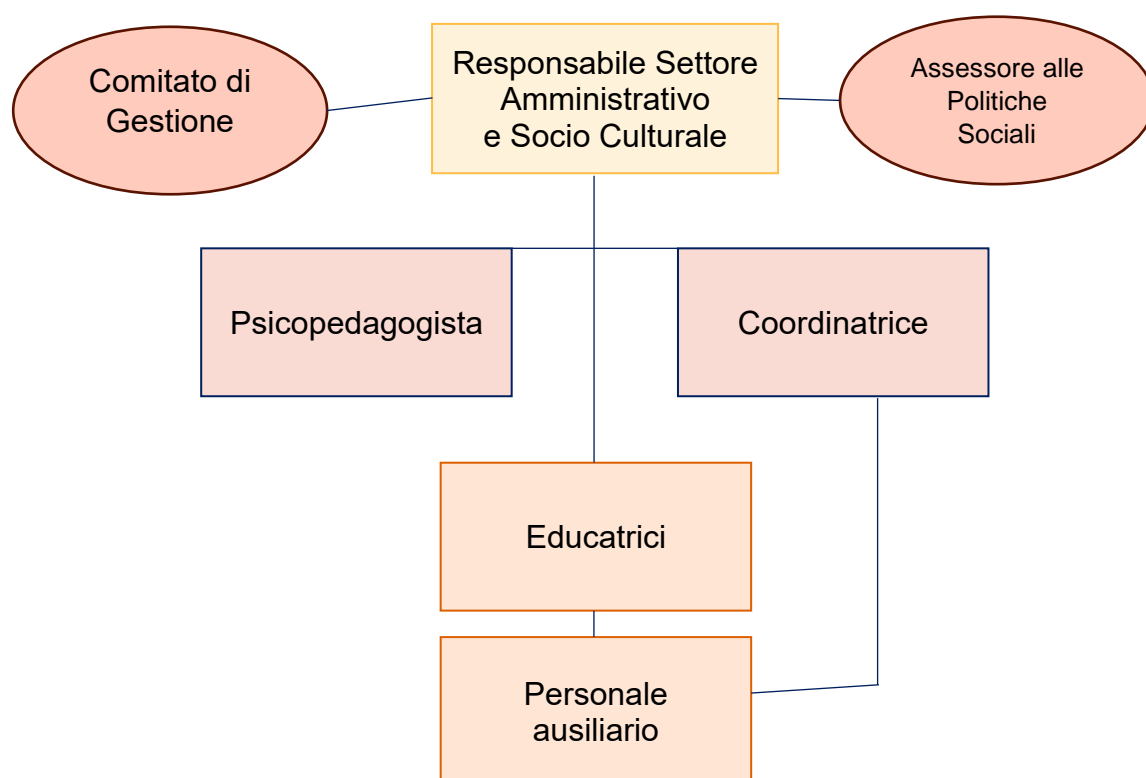 Comitato di
Gestione
Responsabile Settore
Amministrativo
e Socio Culturale
Assessore alle
Politiche
Sociali
Psicopedagogista
Coordinatrice
Educatrici
Personale
ausiliario